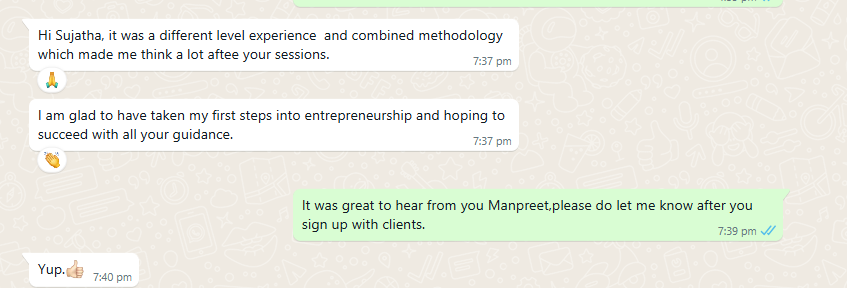 Hi Sujatha, it was a different level experience and combined methodology
which made me think a lot aftee your sessions.
7:37 pm
I am glad to have taken my first steps into entrepreneurship and hoping to
succeed with all your guidance.
7:37 pm
It was great to hear from you Manpreet,please do let me know after you
sign up with clients.
7:39 pm
Yup.👍🏻 7:40 pm